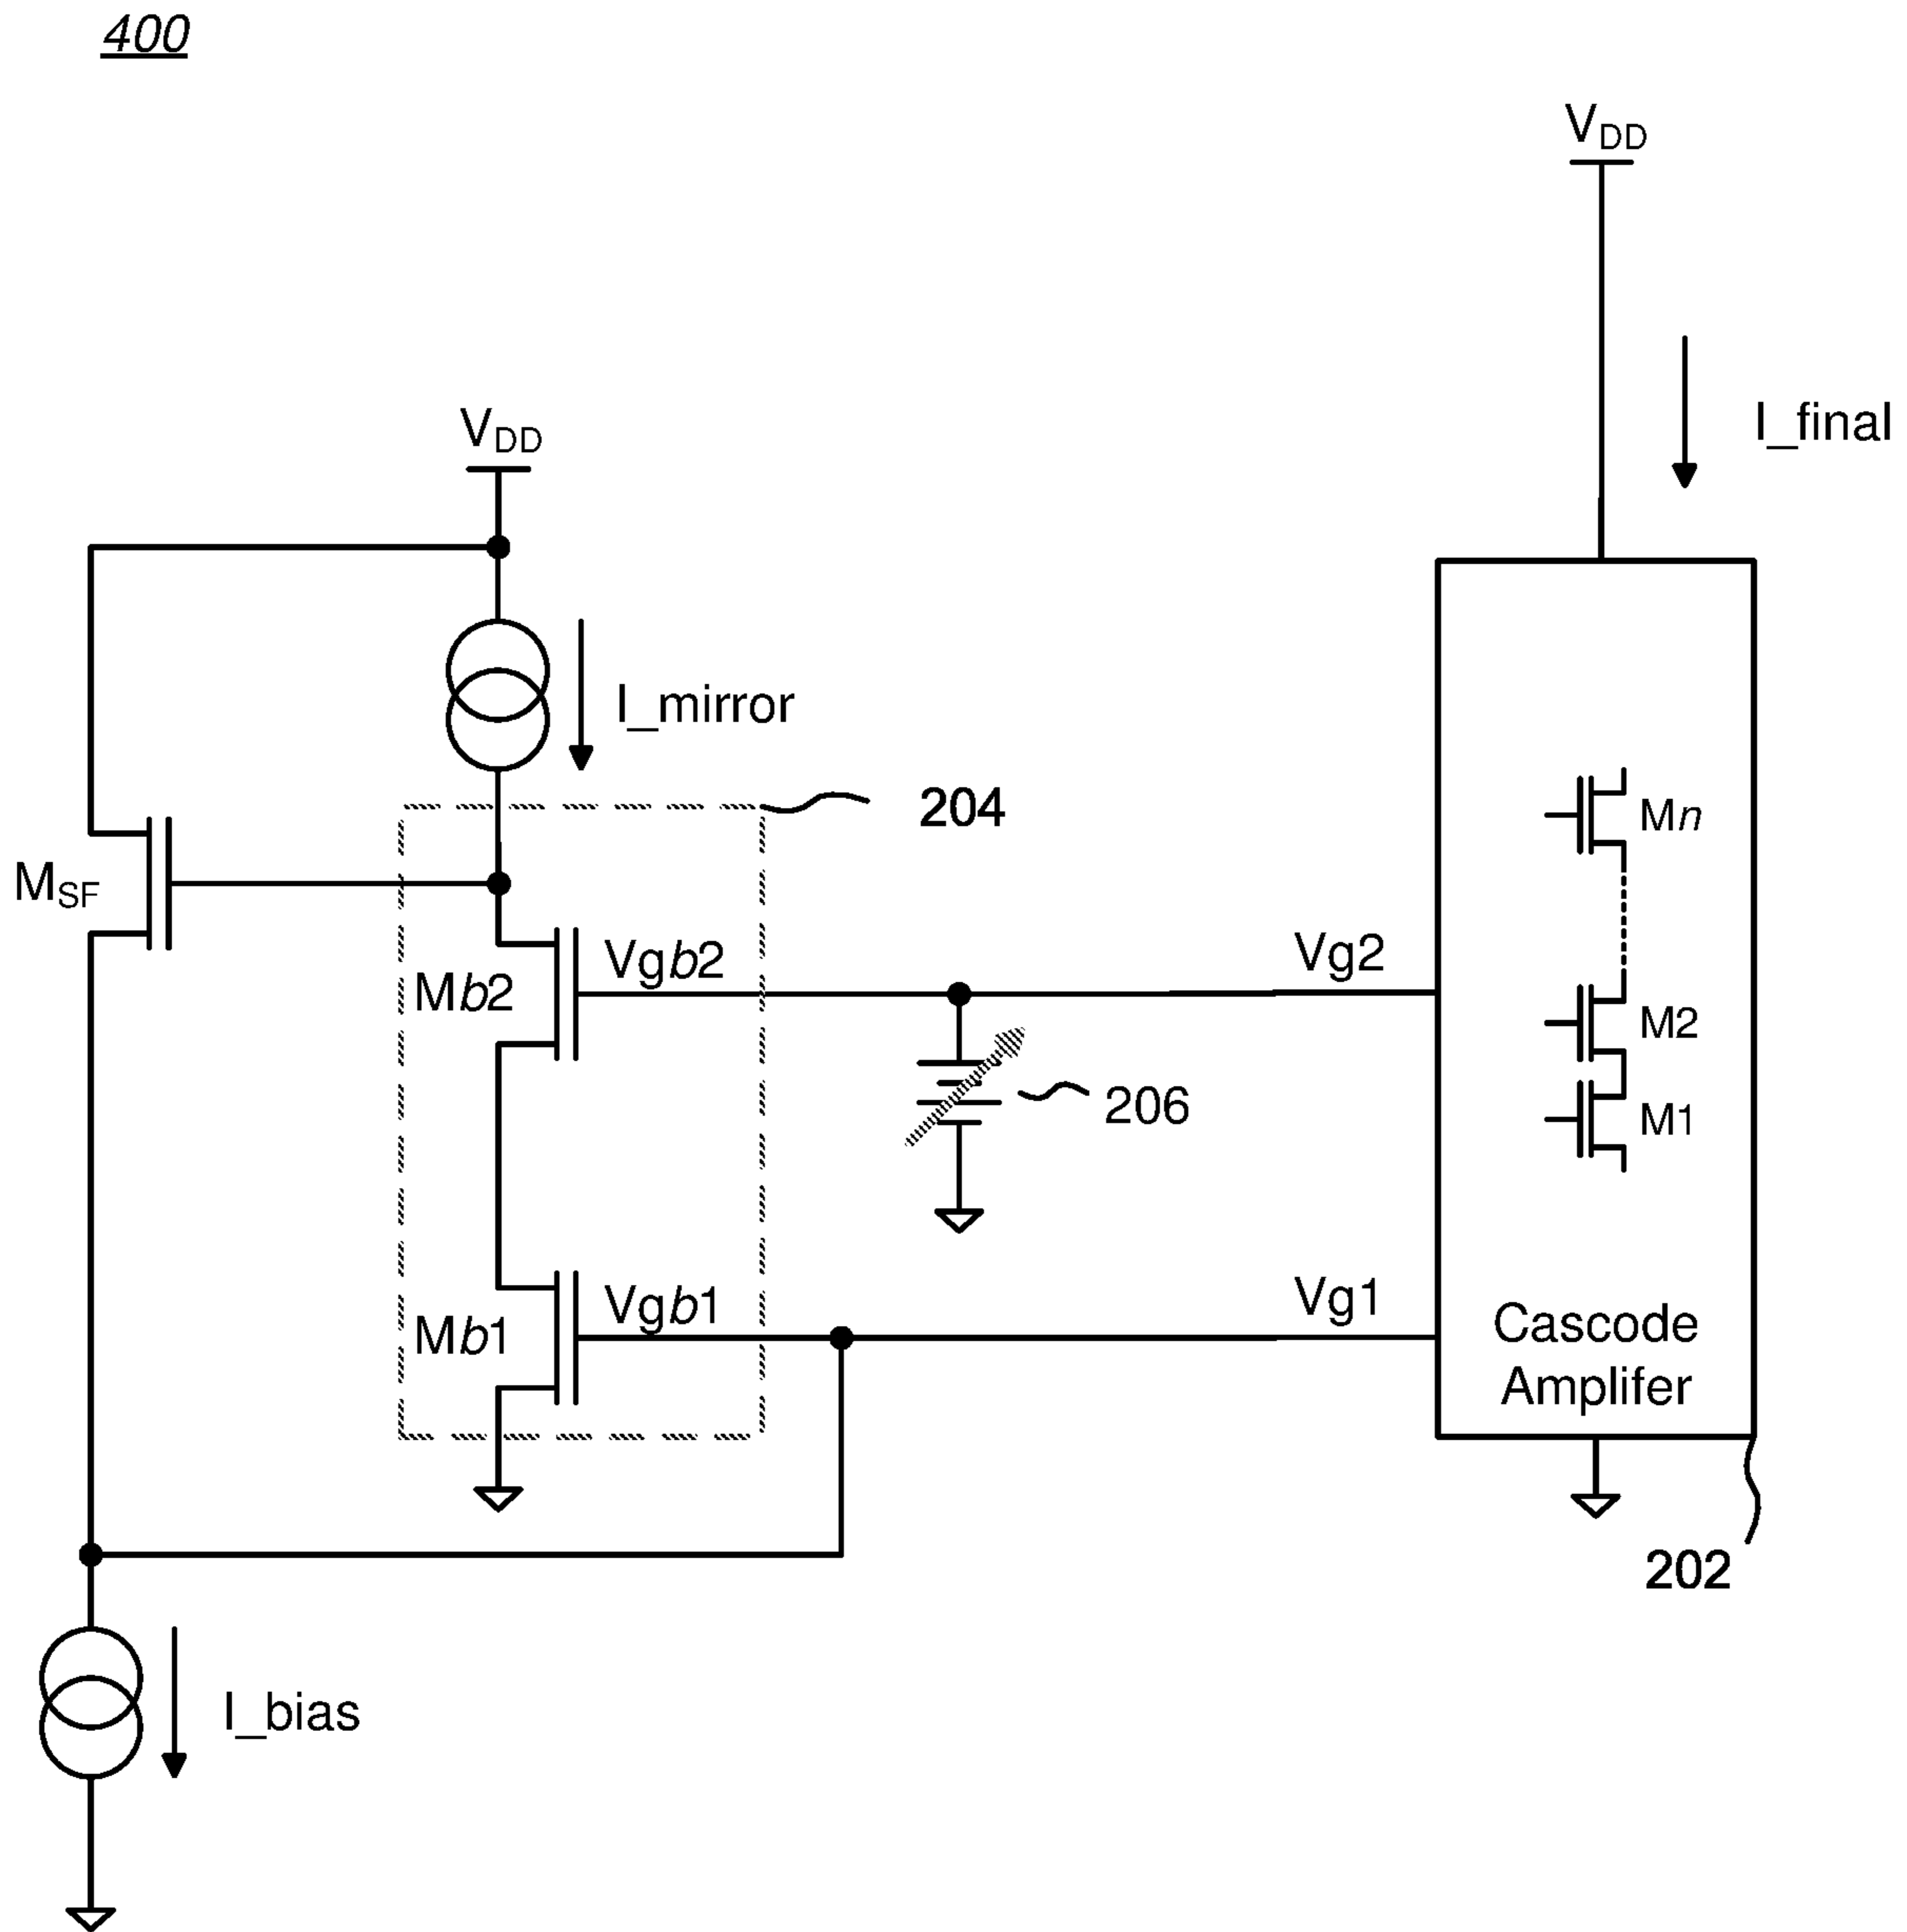 400
VDD
I_final
VDD
I_mirror
204
Mn
MSF
Vgb2
Vg2
Mb2
M2
206
M1
Vgb1
Vg1
Mb1
Cascode
Amplifer
202
I_bias